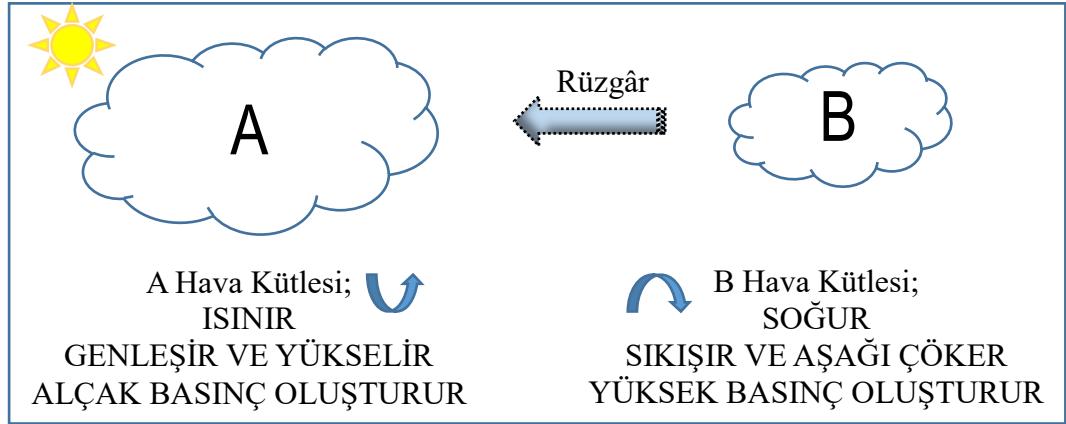 A
Rüzgâr
B
A Hava Kütlesi;
ISINIR
GENLEŞİR VE YÜKSELİR
ALÇAK BASINÇ OLUŞTURUR
B Hava Kütlesi;
SOĞUR
SIKIŞIR VE AŞAĞI ÇÖKER
YÜKSEK BASINÇ OLUŞTURUR